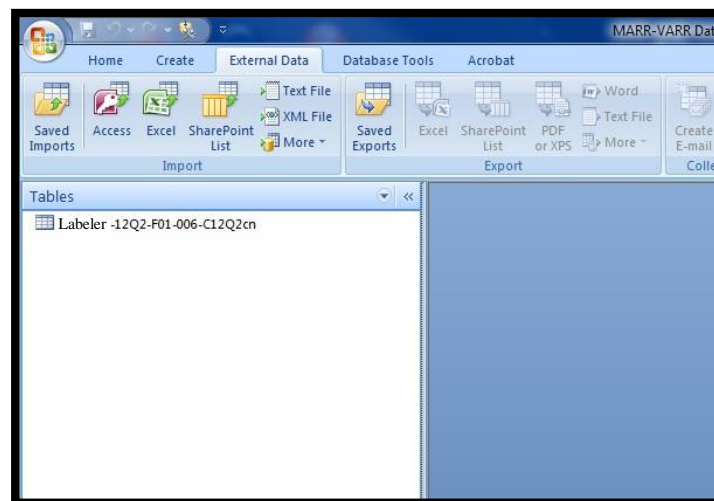 MARR-VARR Dat
Home Create External Data Database Tools Acrobat
Saved Imports
Access
Excel
SharePoint List
Text File
XML File
More
Import
Saved Exports
Excel
SharePoint List
PDF or XPS
Word
Text File
More
Export
Create E-mail
Colle
Tables
Labeler -12Q2-F01-006-C12Q2cn